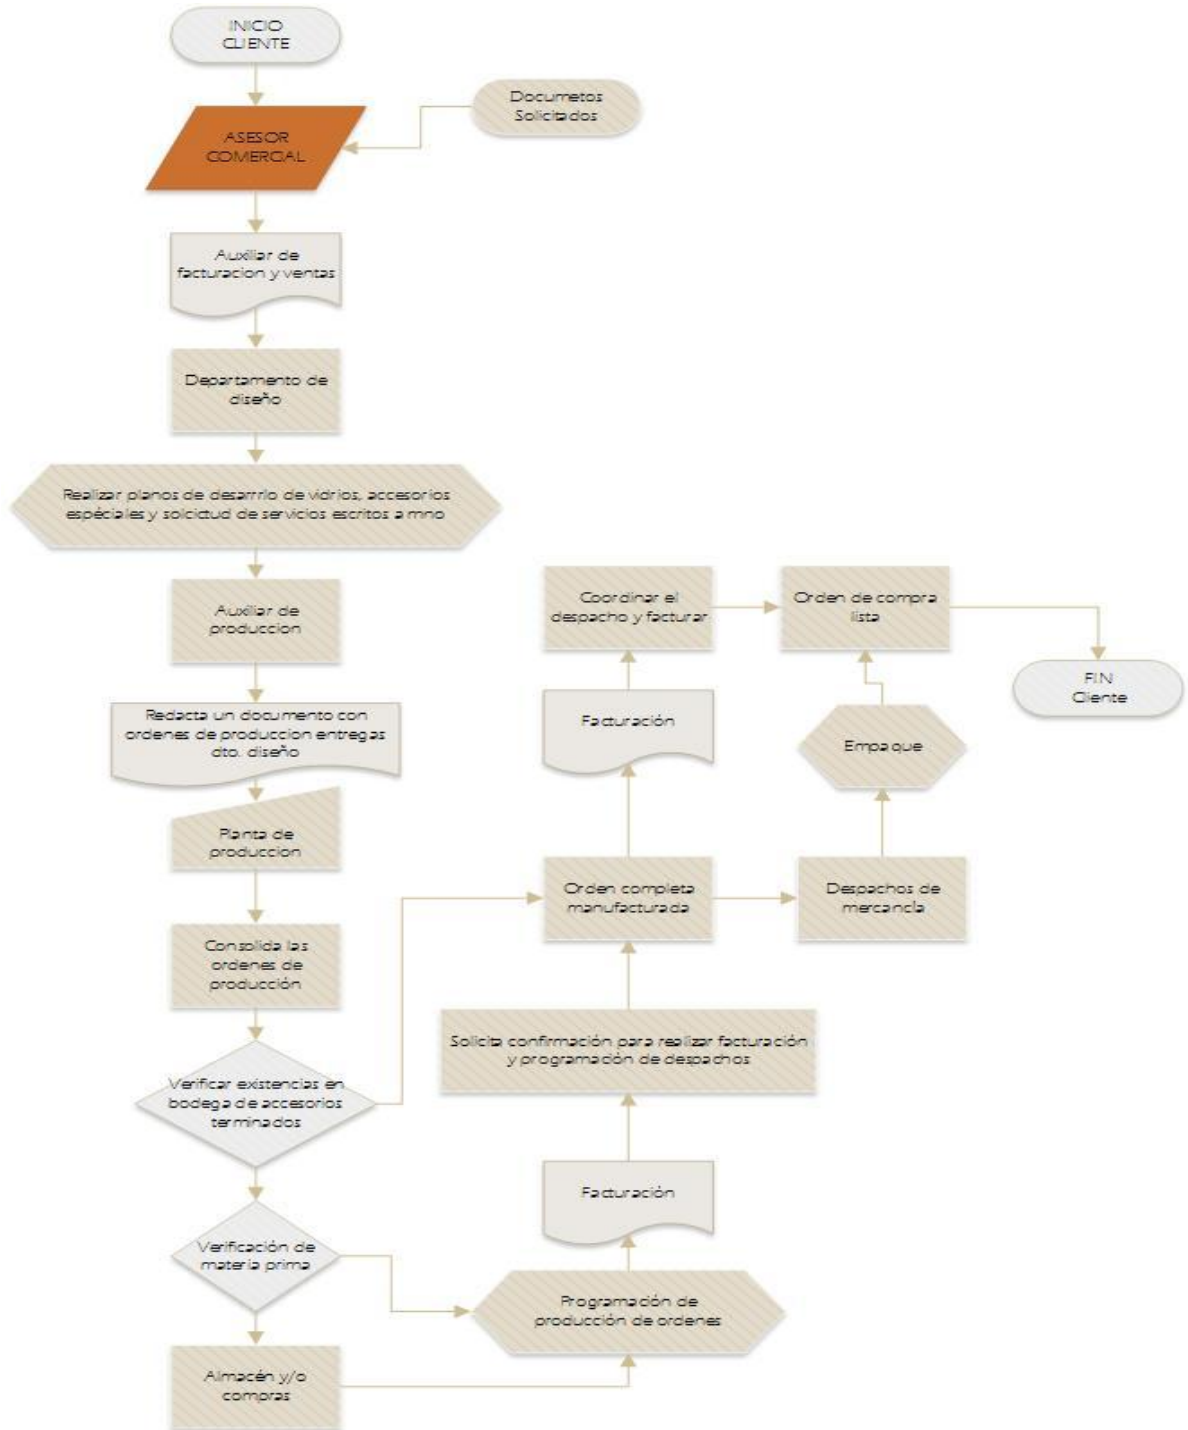 INICIO
CLIENTE
Documetos
Solicitados
ASESOR
COMERCIAL
Auxiliar de
facturacion y ventas
Departamento de
diseño
Realizar planos de desarrrlo de vidrios, accesorios
espéciales y solcictud de servicios escritos a mno
Auxiliar de
produccion
Redacta un documento con
ordenes de produccion entregas
dto. diseño
Planta de
produccion
Consolida las
ordenes de
producción
Verificar existencias en
bodega de accesorios
terminados
Verificación de
materia prima
Almacén y/o
compras
Programación de
producción de ordenes
Facturación
Solicita confirmación para realizar facturación
y programación de despachos
Orden completa
manufacturada
Facturación
Coordinar el
despacho y facturar
Despachos de
mercancía
Empaque
Orden de compra
lista
FIN
Cliente